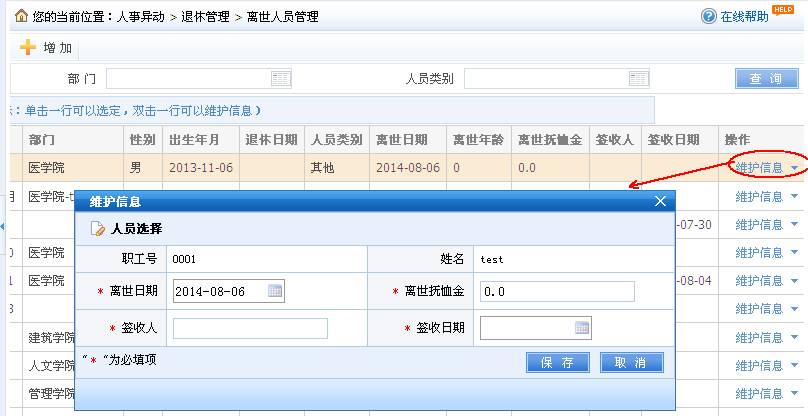 您的当前位置：人事异动 > 退休管理 > 离世人员管理
在线帮助 HELP
增加
部门 人员类别 查询
：单击一行可以选定，双击一行可以维护信息）
部门 性别 出生年月 退休日期 人员类别 离世日期 离世年龄 离世抚恤金 签收人 签收日期 操作
医学院 男 2013-11-06 其他 2014-08-06 0 0.0 维护信息
医学院-t 维护信息
维护信息 ×
-07-30 维护信息
人员选择
0 医学院 维护信息
职工号 0001 姓名 test
1 医学院 -08-04 维护信息
* 离世日期 2014-08-06 * 离世抚恤金 0.0
3 维护信息
* 签收人 * 签收日期
建筑学院 维护信息
"*"为必填项 保存 取消
人文学院 维护信息
管理学院 维护信息